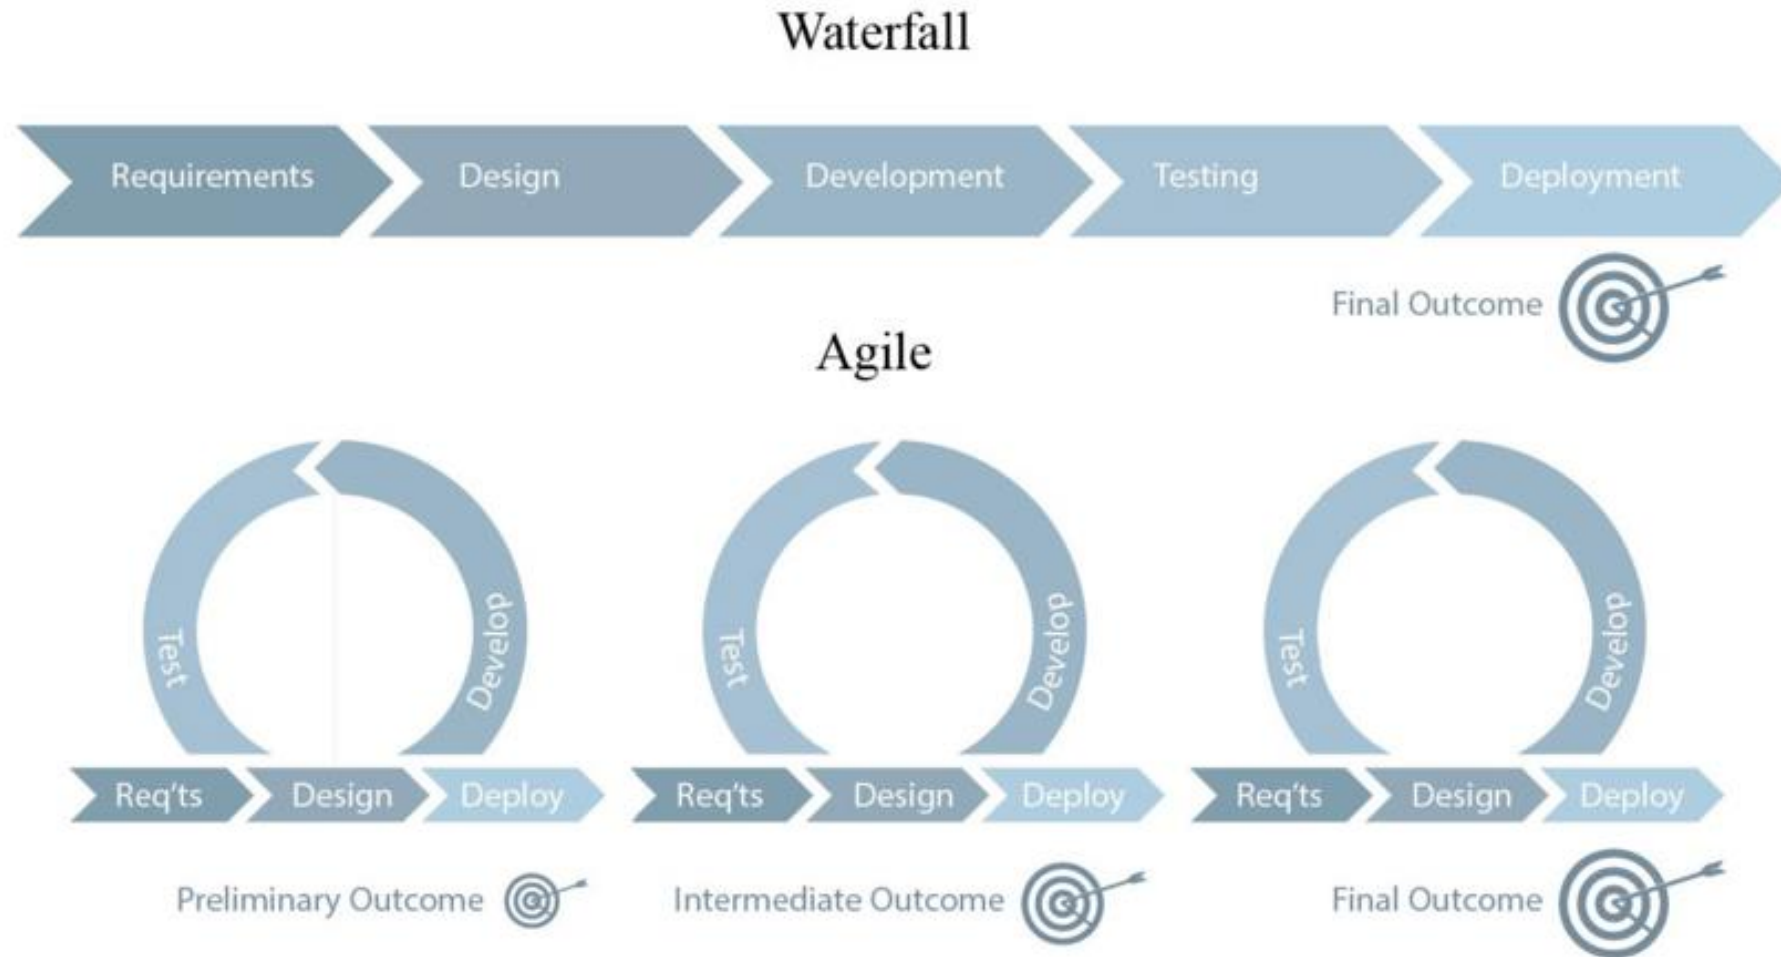 Waterfall
Requirements Design Development Testing Deployment
Final Outcome
Agile
Test Develop Test Develop Test Develop
Req'ts Design Deploy Req'ts Design Deploy Req'ts Design Deploy
Preliminary Outcome Intermediate Outcome Final Outcome